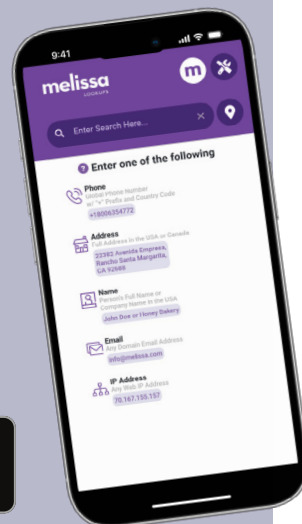 9:41
melissa
LOOKUPS
m
Enter Search Here...
? Enter one of the following
Phone
Global Phone Number
w/ "+" Prefix and Country Code
+18006354772
Address
Full Address in the USA or Canada
22382 Avenida Empresa,
Rancho Santa Margarita,
CA 92688
Name
Person's Full Name or
Company Name in the USA
John Doe or Honey Bakery
Email
Any Domain Email Address
info@melissa.com
IP Address
Any Web IP Address
70.167.155.157